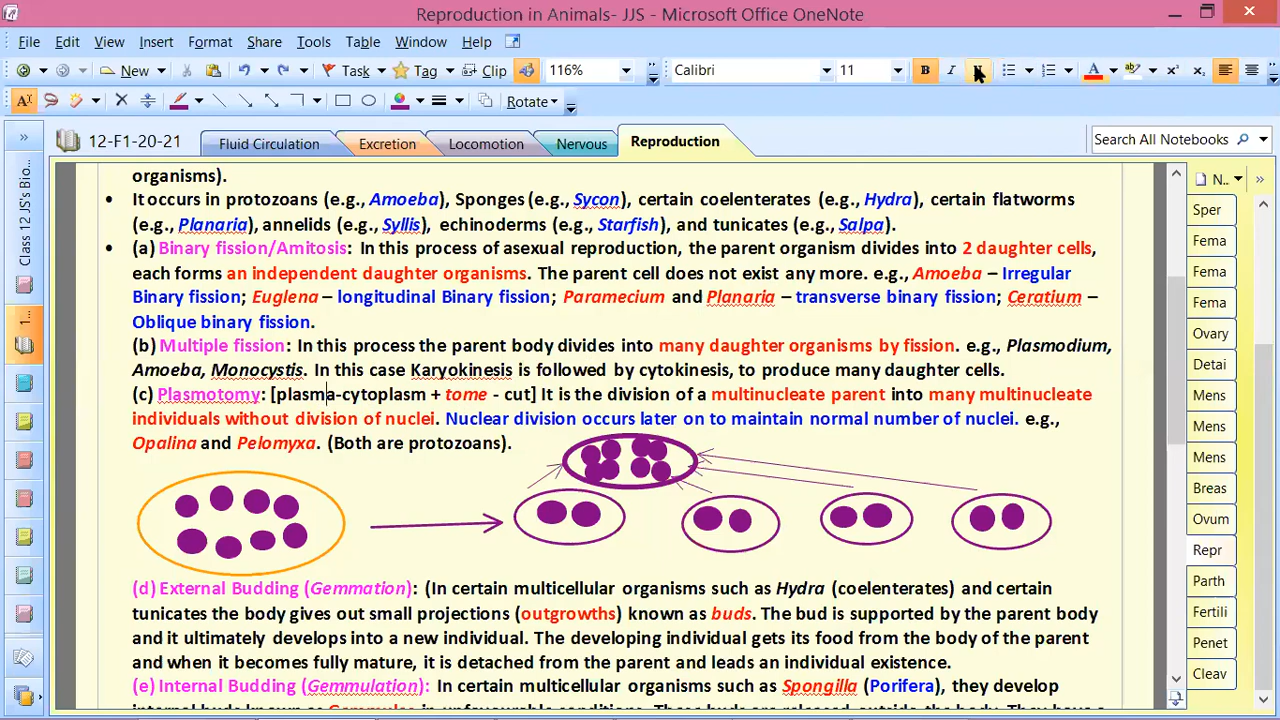 Reproduction in Animals- JJS - Microsoft Office OneNote
File Edit View Insert Format Share Tools Table Window Help
New Task Tag Clip 116% Calibri 11 B I
Rotate
12-F1-20-21 Fluid Circulation Excretion Locomotion Nervous Reproduction Search All Notebooks
organisms).
• It occurs in protozoans (e.g., Amoeba), Sponges (e.g., Sycon), certain coelenterates (e.g., Hydra), certain flatworms
(e.g., Planaria), annelids (e.g., Syllis), echinoderms (e.g., Starfish), and tunicates (e.g., Salpa).
• (a) Binary fission/Amitosis: In this process of asexual reproduction, the parent organism divides into 2 daughter cells,
each forms an independent daughter organisms. The parent cell does not exist any more. e.g., Amoeba – Irregular
Binary fission; Euglena – longitudinal Binary fission; Paramecium and Planaria – transverse binary fission; Ceratium –
Oblique binary fission.
(b) Multiple fission: In this process the parent body divides into many daughter organisms by fission. e.g., Plasmodium,
Amoeba, Monocystis. In this case Karyokinesis is followed by cytokinesis, to produce many daughter cells.
(c) Plasmotomy: [plasma-cytoplasm + tome - cut] It is the division of a multinucleate parent into many multinucleate
individuals without division of nuclei. Nuclear division occurs later on to maintain normal number of nuclei. e.g.,
Opalina and Pelomyxa. (Both are protozoans).
(d) External Budding (Gemmation): (In certain multicellular organisms such as Hydra (coelenterates) and certain
tunicates the body gives out small projections (outgrowths) known as buds. The bud is supported by the parent body
and it ultimately develops into a new individual. The developing individual gets its food from the body of the parent
and when it becomes fully mature, it is detached from the parent and leads an individual existence.
(e) Internal Budding (Gemmulation): In certain multicellular organisms such as Spongilla (Porifera), they develop
Class 12 JJS's Bio...
1...
N...
Sper
Fema
Fema
Fema
Ovary
Dem
Mens
Mens
Breas
Ovum
Repr
Parth
Fertili
Penet
Cleav